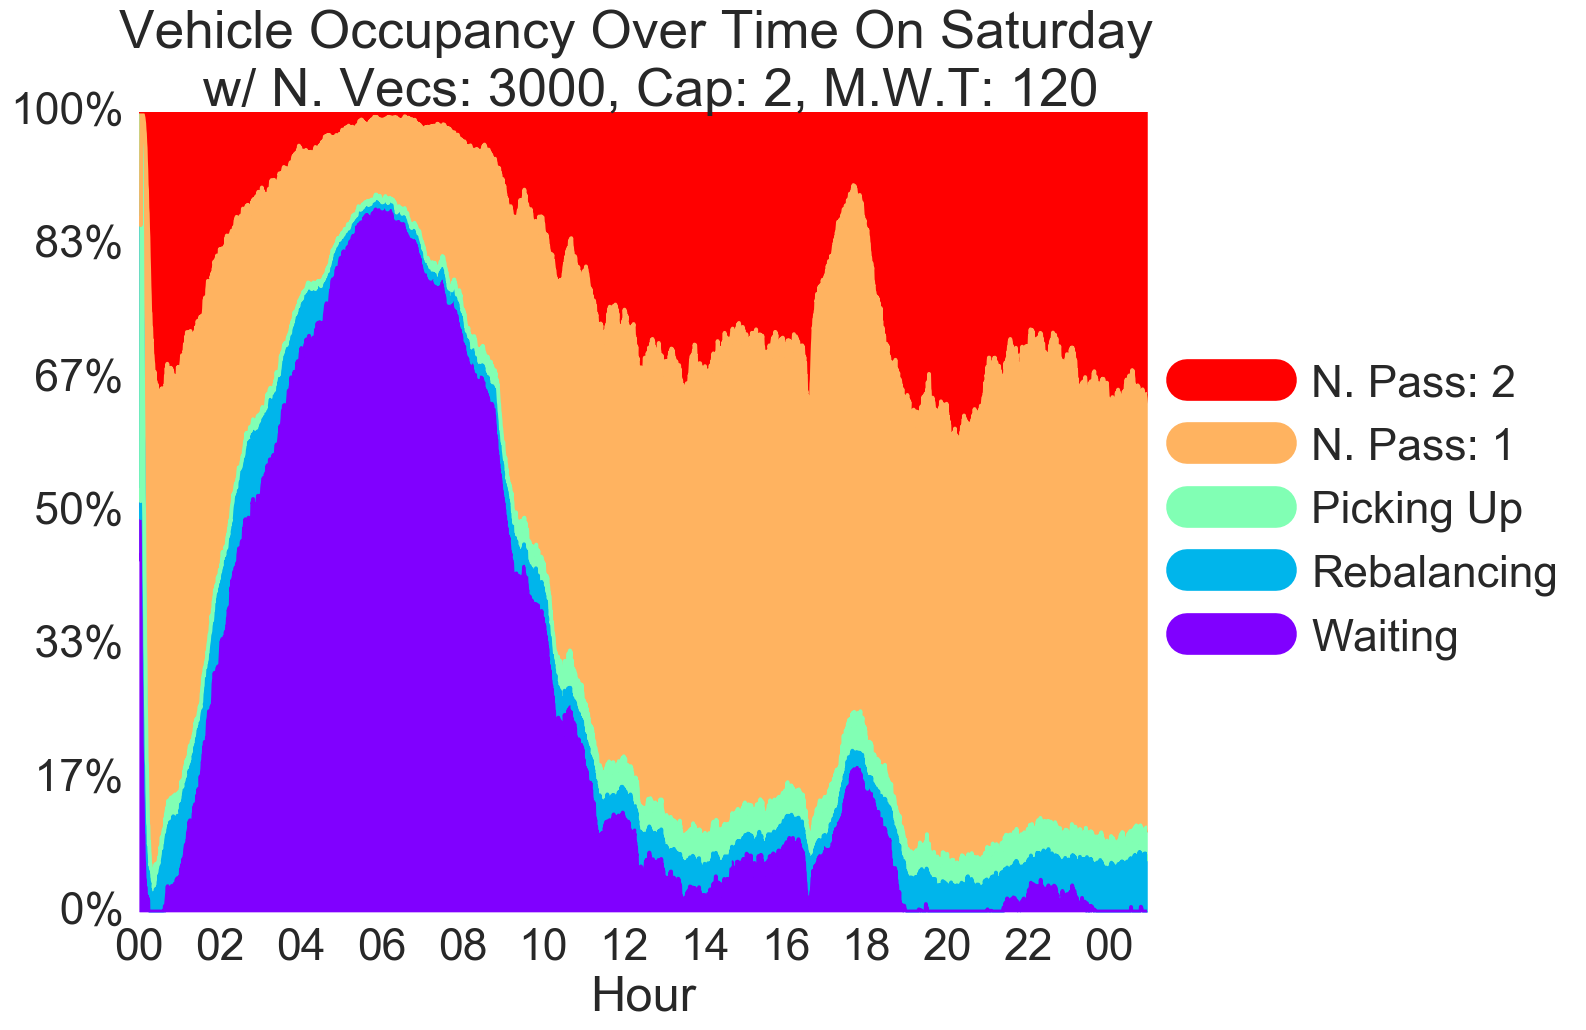 Vehicle Occupancy Over Time On Saturday
w/ N. Vecs: 3000, Cap: 2, M.W.T: 120
100%
83%
67%
50%
33%
17%
0%
00 02 04 06 08 10 12 14 16 18 20 22 00
Hour
N. Pass: 2
N. Pass: 1
Picking Up
Rebalancing
Waiting